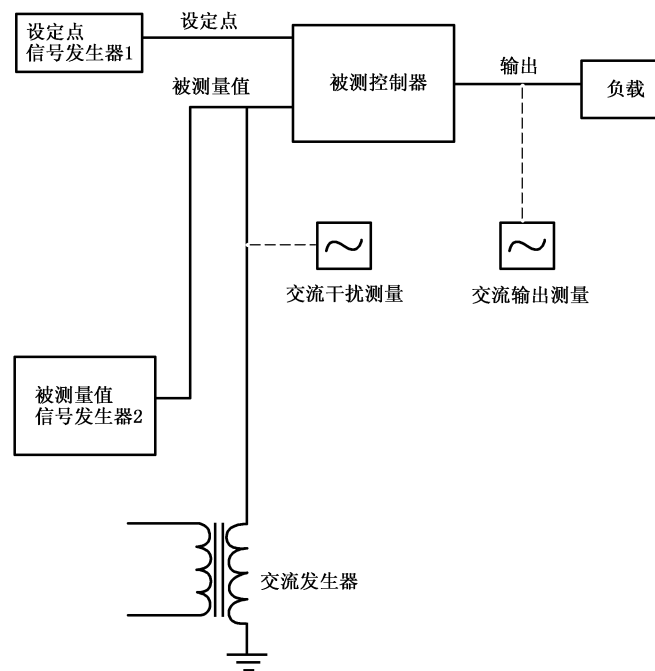 设定点
信号发生器1
设定点
被测量值
被测控制器
输出
负载
交流干扰测量
交流输出测量
被测量值
信号发生器2
交流发生器